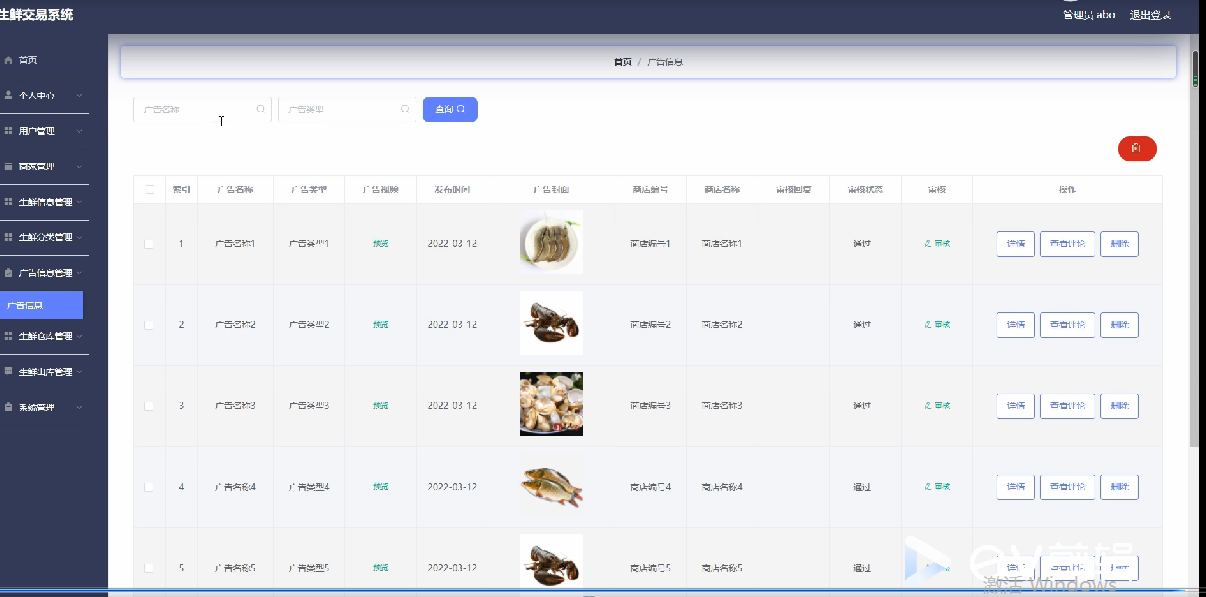 生鲜交易系统
管理员 abo 退出登录
首页
个人中心
用户管理
商家管理
生鲜信息管理
生鲜分类管理
广告信息管理
广告信息
生鲜仓库管理
生鲜出库管理
系统管理
首页 / 广告信息
广告名称 广告类型 查询
索引 广告名称 广告类型 广告视频 发布时间 广告封面 商店编号 商店名称 审核回复 审核状态 审核 操作
1 广告名称1 广告类型1 预览 2022-03-12 商店编号1 商店名称1 通过 审核 详情 查看评论 删除
2 广告名称2 广告类型2 预览 2022-03-12 商店编号2 商店名称2 通过 审核 详情 查看评论 删除
3 广告名称3 广告类型3 预览 2022-03-12 商店编号3 商店名称3 通过 审核 详情 查看评论 删除
4 广告名称4 广告类型4 预览 2022-03-12 商店编号4 商店名称4 通过 审核 详情 查看评论 删除
5 广告名称5 广告类型5 预览 2022-03-12 商店编号5 商店名称5 通过
EV剪辑
激活 Windows